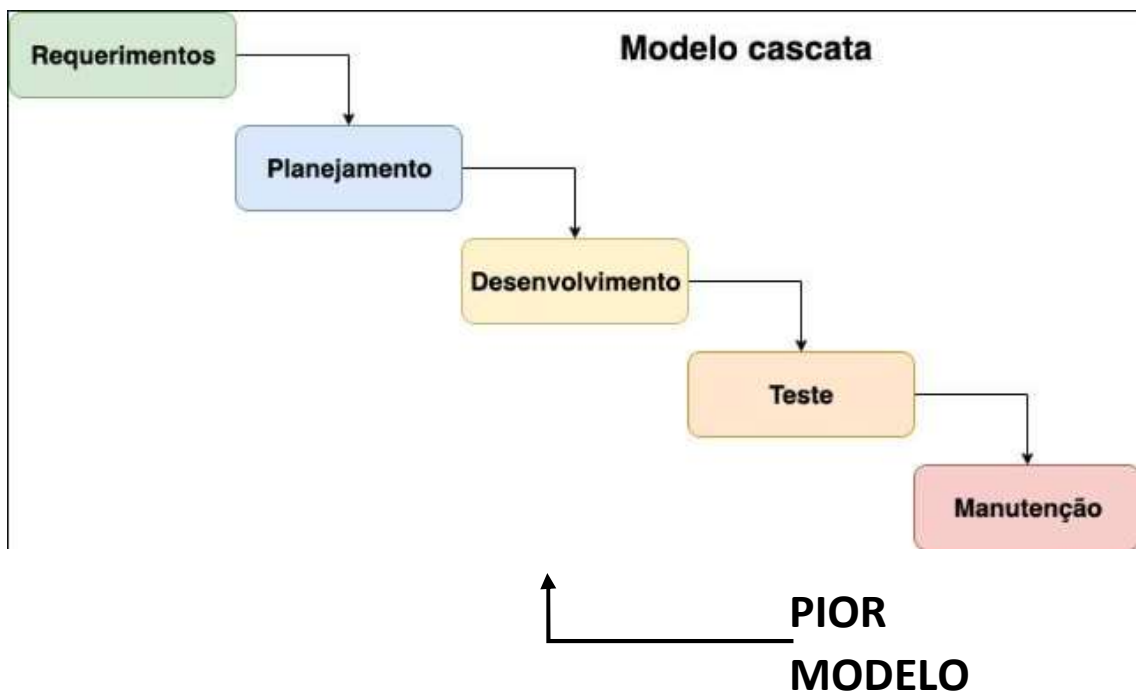 Modelo cascata
Requerimentos
Planejamento
Desenvolvimento
Teste
Manutenção
PIOR
MODELO